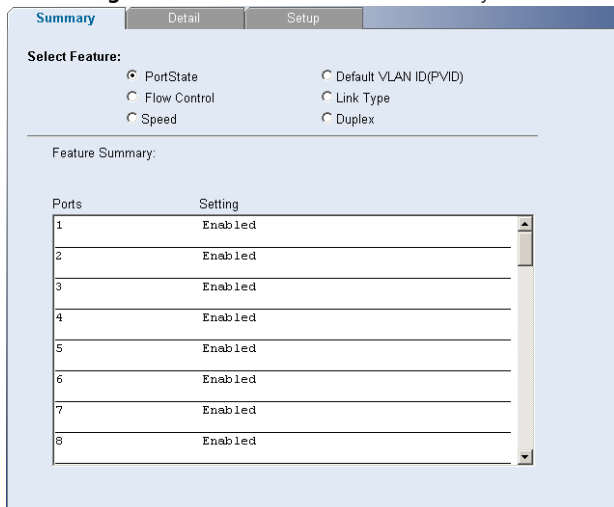 Summary Detail Setup
Select Feature:
PortState Default VLAN ID(PVID)
Flow Control Link Type
Speed Duplex
Feature Summary:
Ports Setting
1 Enabled
2 Enabled
3 Enabled
4 Enabled
5 Enabled
6 Enabled
7 Enabled
8 Enabled